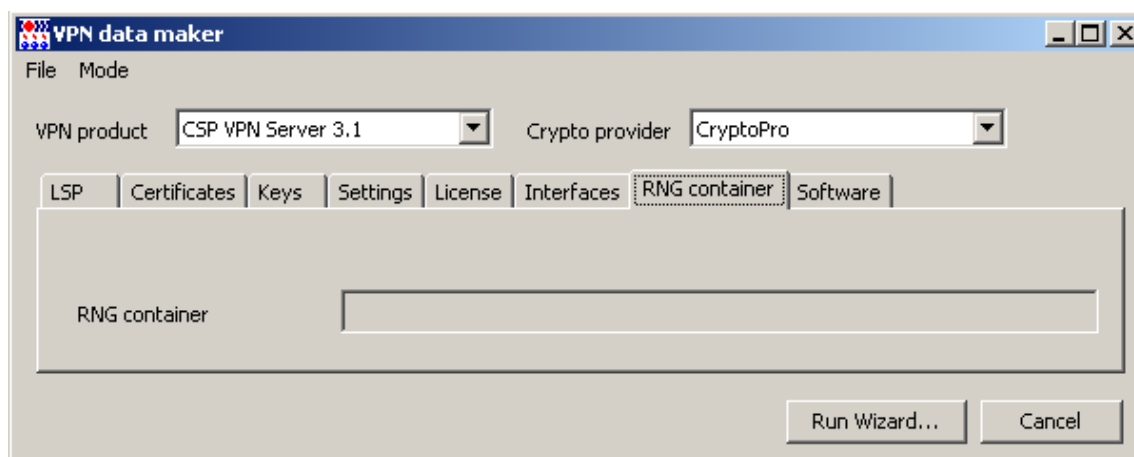 VPN data maker
File Mode
VPN product CSP VPN Server 3.1 Crypto provider CryptoPro
LSP Certificates Keys Settings License Interfaces RNG container Software
RNG container
Run Wizard... Cancel